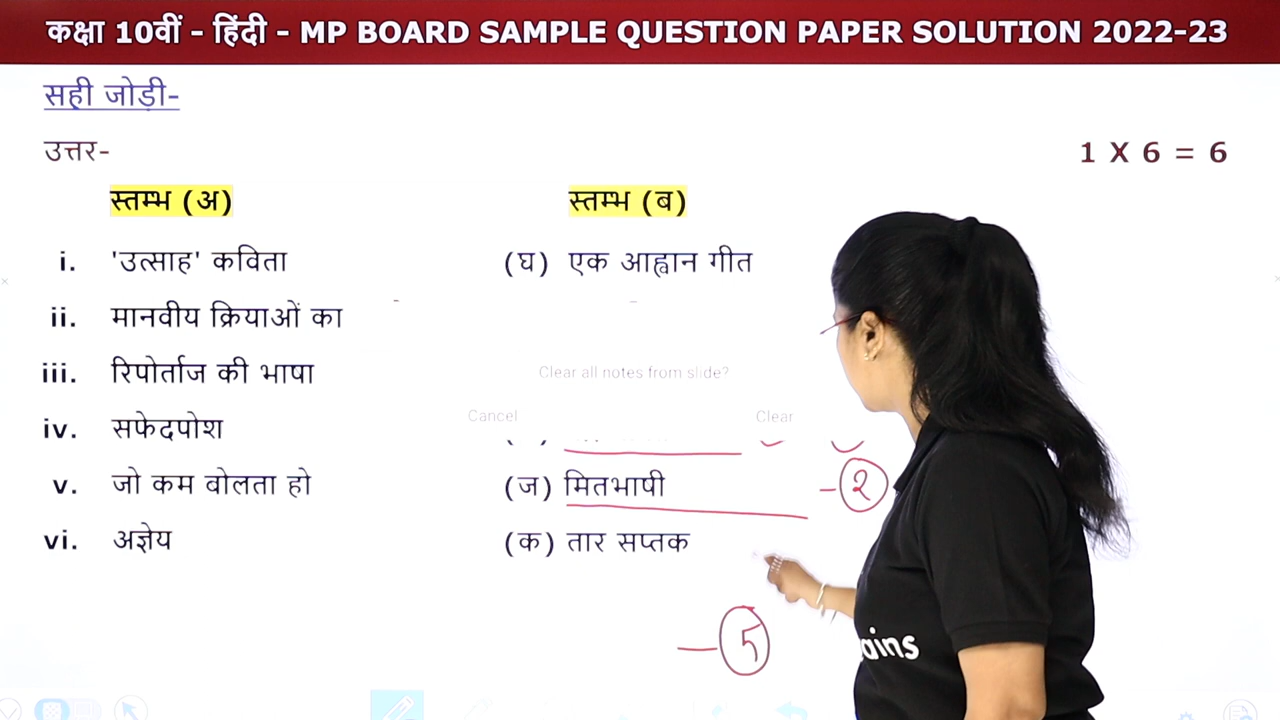 कक्षा 10वीं - हिंदी - MP BOARD SAMPLE QUESTION PAPER SOLUTION 2022-23
सही जोड़ी-
उत्तर- 1 X 6 = 6
स्तम्भ (अ) स्तम्भ (ब)
i. 'उत्साह' कविता (घ) एक आह्वान गीत
ii. मानवीय क्रियाओं का
iii. रिपोर्ताज की भाषा
Clear all notes from slide?
Cancel Clear
iv. सफेदपोश
v. जो कम बोलता हो (ज) मितभाषी -2
vi. अज्ञेय (क) तार सप्तक
-5
ains